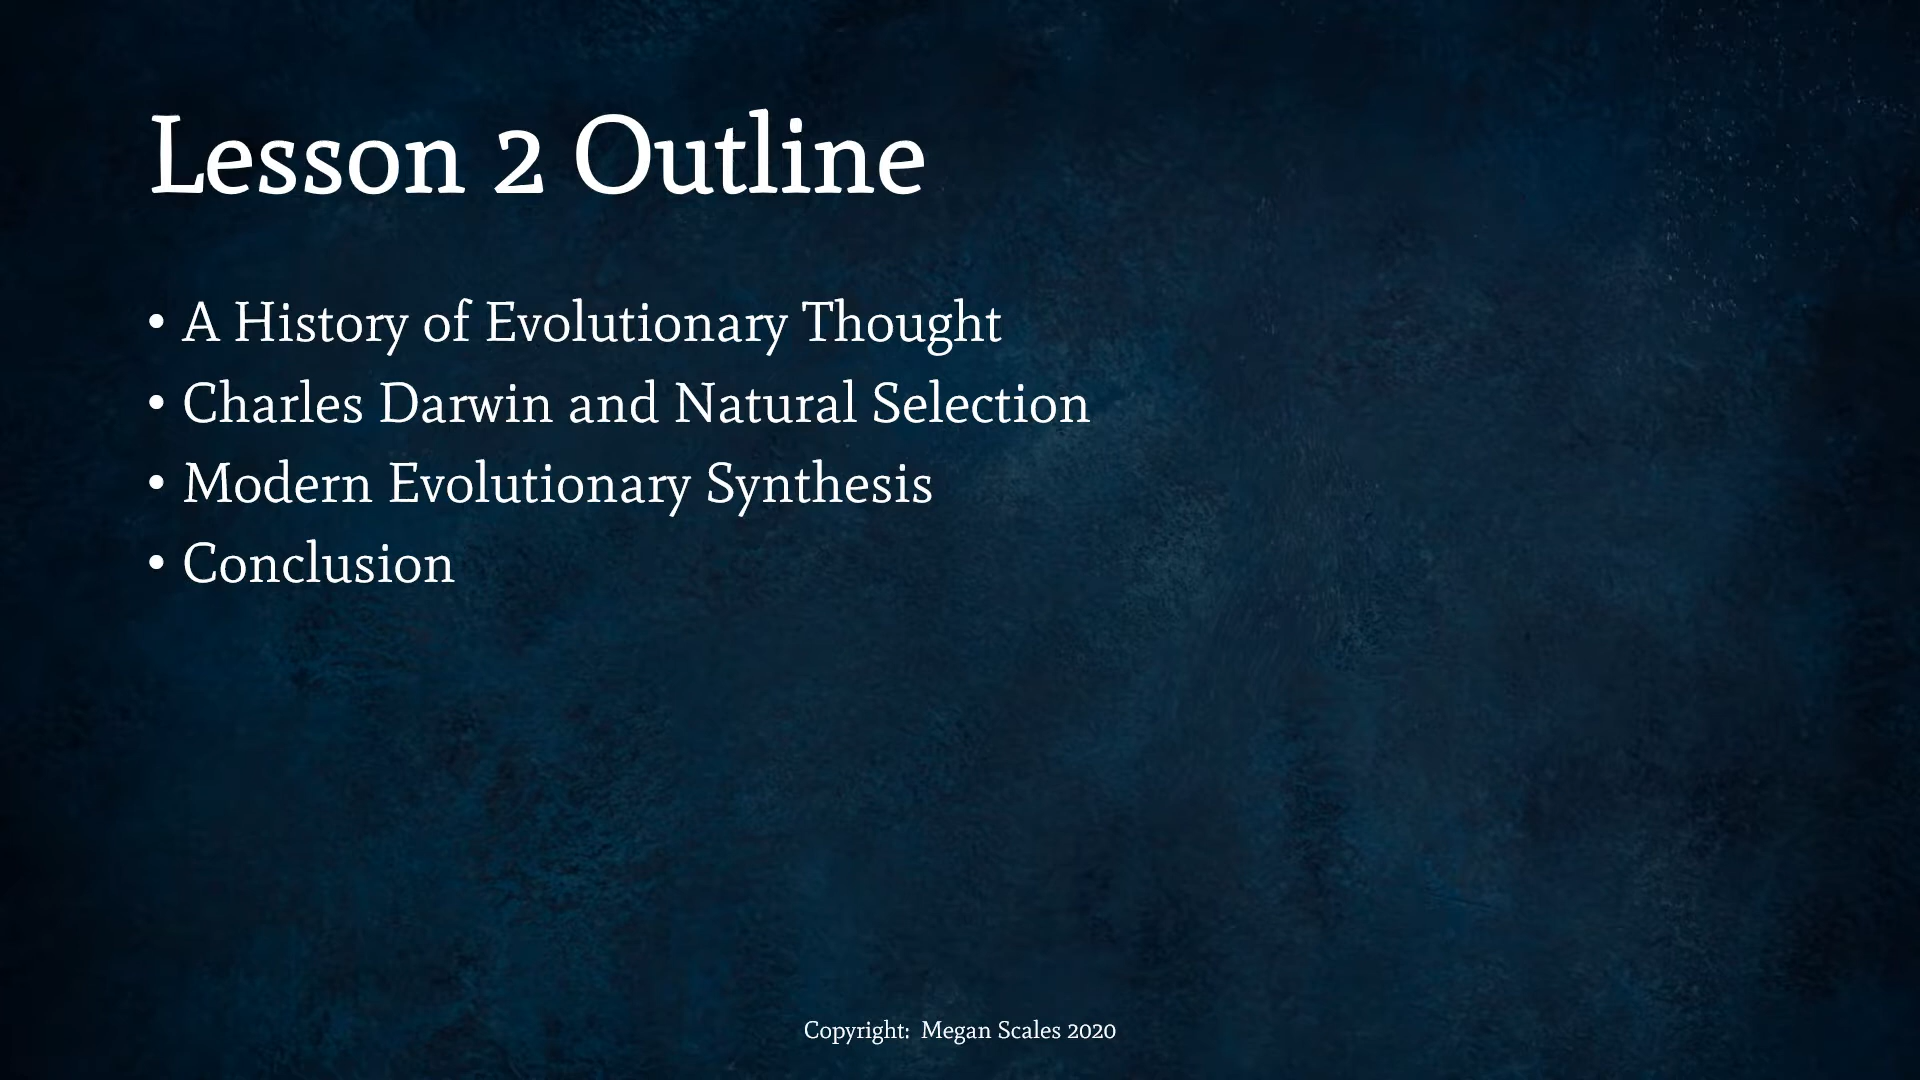 Lesson 2 Outline
• A History of Evolutionary Thought
• Charles Darwin and Natural Selection
• Modern Evolutionary Synthesis
• Conclusion
Copyright:  Megan Scales 2020